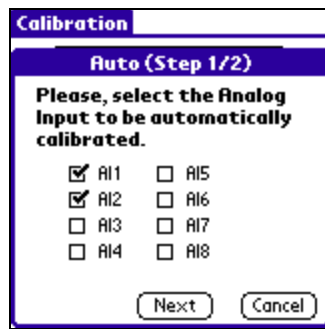 Calibration
Auto (Step 1/2)
Please, select the Analog
Input to be automatically
calibrated.
AI1 AI5
AI2 AI6
AI3 AI7
AI4 AI8
Next Cancel